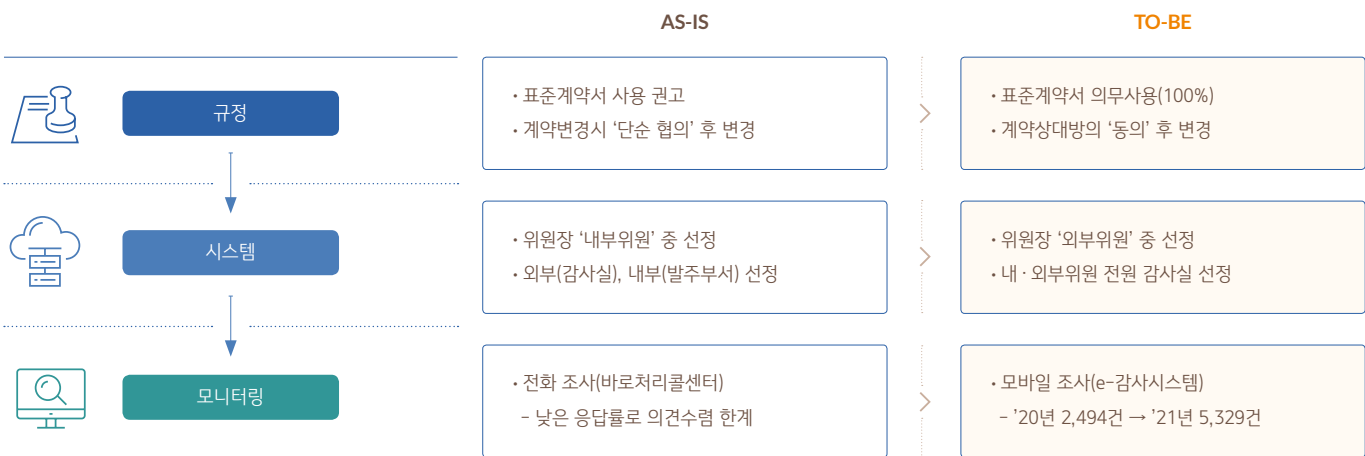 AS-IS
TO-BE
규정
• 표준계약서 사용 권고
• 계약변경시 ‘단순 협의’ 후 변경
• 표준계약서 의무사용(100%)
• 계약상대방의 ‘동의’ 후 변경
시스템
• 위원장 ‘내부위원’ 중 선정
• 외부(감사실), 내부(발주부서) 선정
• 위원장 ‘외부위원’ 중 선정
• 내 · 외부위원 전원 감사실 선정
모니터링
• 전화 조사(바로처리콜센터)
- 낮은 응답률로 의견수렴 한계
• 모바일 조사(e-감사시스템)
- ’20년 2,494건 → ’21년 5,329건